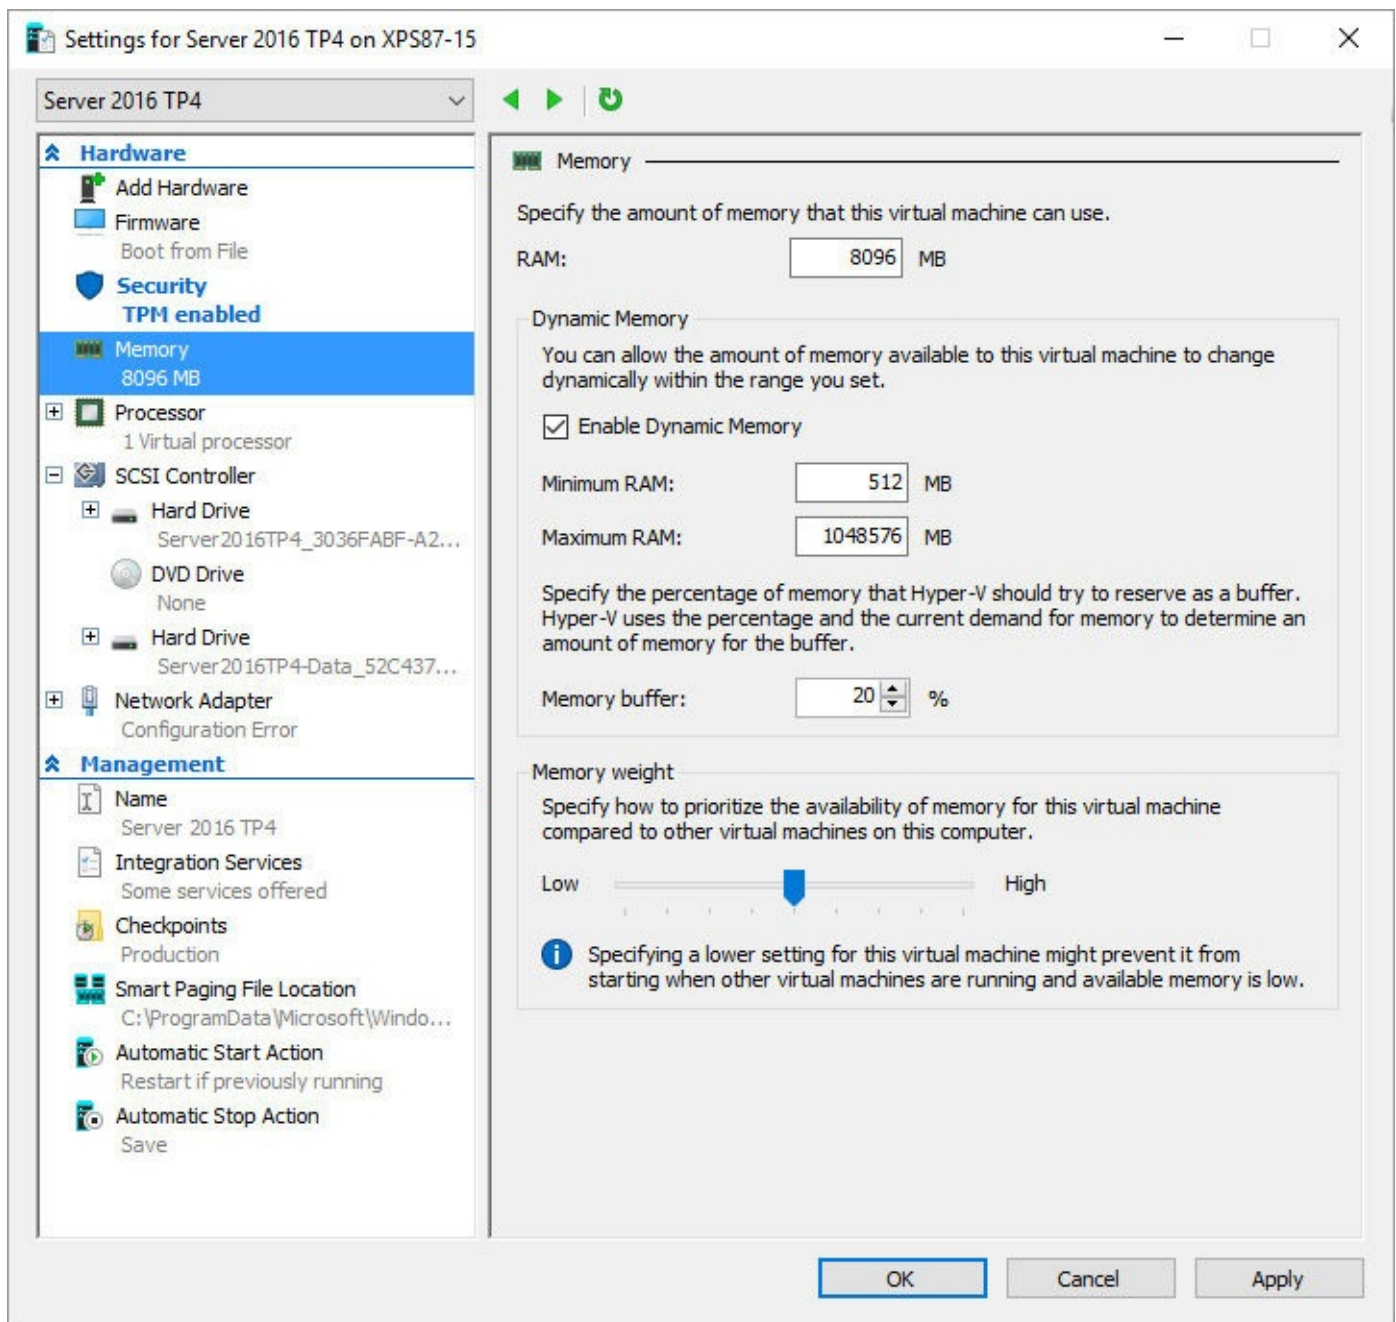 Settings for Server 2016 TP4 on XPS87-15
Server 2016 TP4
Hardware
Add Hardware
Firmware
Boot from File
Security
TPM enabled
Memory
8096 MB
Processor
1 Virtual processor
SCSI Controller
Hard Drive
Server2016TP4_3036FABF-A2...
DVD Drive
None
Hard Drive
Server2016TP4-Data_52C437...
Network Adapter
Configuration Error
Management
Name
Server 2016 TP4
Integration Services
Some services offered
Checkpoints
Production
Smart Paging File Location
C:\ProgramData\Microsoft\Windo...
Automatic Start Action
Restart if previously running
Automatic Stop Action
Save
Memory
Specify the amount of memory that this virtual machine can use.
RAM: 8096 MB
Dynamic Memory
You can allow the amount of memory available to this virtual machine to change
dynamically within the range you set.
Enable Dynamic Memory
Minimum RAM: 512 MB
Maximum RAM: 1048576 MB
Specify the percentage of memory that Hyper-V should try to reserve as a buffer.
Hyper-V uses the percentage and the current demand for memory to determine an
amount of memory for the buffer.
Memory buffer: 20 %
Memory weight
Specify how to prioritize the availability of memory for this virtual machine
compared to other virtual machines on this computer.
Low High
Specifying a lower setting for this virtual machine might prevent it from
starting when other virtual machines are running and available memory is low.
OK Cancel Apply